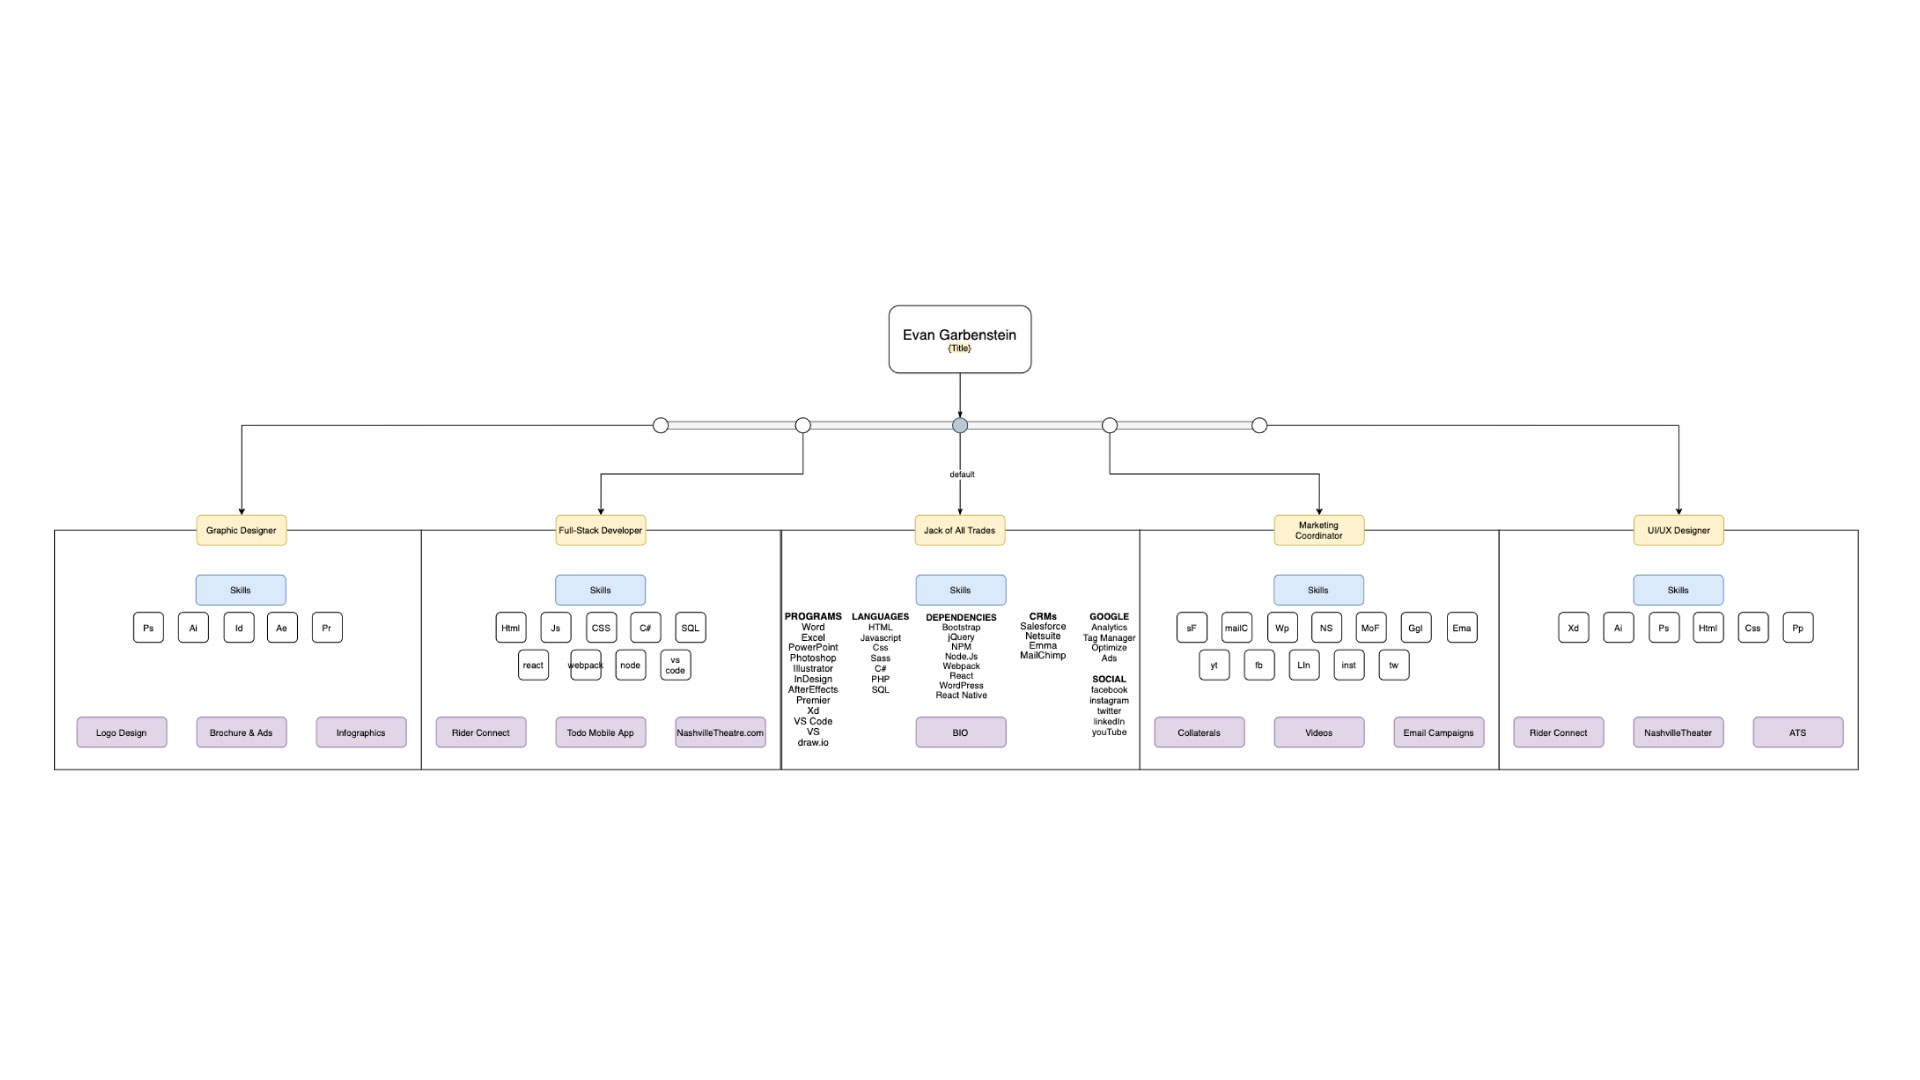 Evan Garbenstein
{Title}
default
Graphic Designer
Skills
Ps Ai Id Ae Pr
Logo Design Brochure & Ads Infographics
Full-Stack Developer
Skills
Html Js CSS C# SQL
react webpack node vs
code
Rider Connect Todo Mobile App NashvilleTheatre.com
Jack of All Trades
Skills
PROGRAMS
Word
Excel
PowerPoint
Photosphop
Illustrator
InDesign
AfterEffects
Premier
Xd
VS Code
VS
draw.io
LANGUAGES
HTML
Javascript
Css
Sass
C#
PHP
SQL
DEPENDENCIES
Bootstrap
jQuery
NPM
Node.Js
Webpack
React
WordPress
React Native
CRMs
Salesforce
Netsuite
Emma
MailChimp
GOOGLE
Analytics
Tag Manager
Optimize
Ads
SOCIAL
facebook
instagram
twitter
linkedIn
youTube
BIO
Marketing
Coordinator
Skills
sF mailC Wp NS MoF Ggl Ema
yt fb LIn inst tw
Collaterals Videos Email Campaigns
UI/UX Designer
Skills
Xd Ai Ps Html Css Pp
Rider Connect NashvilleTheater ATS